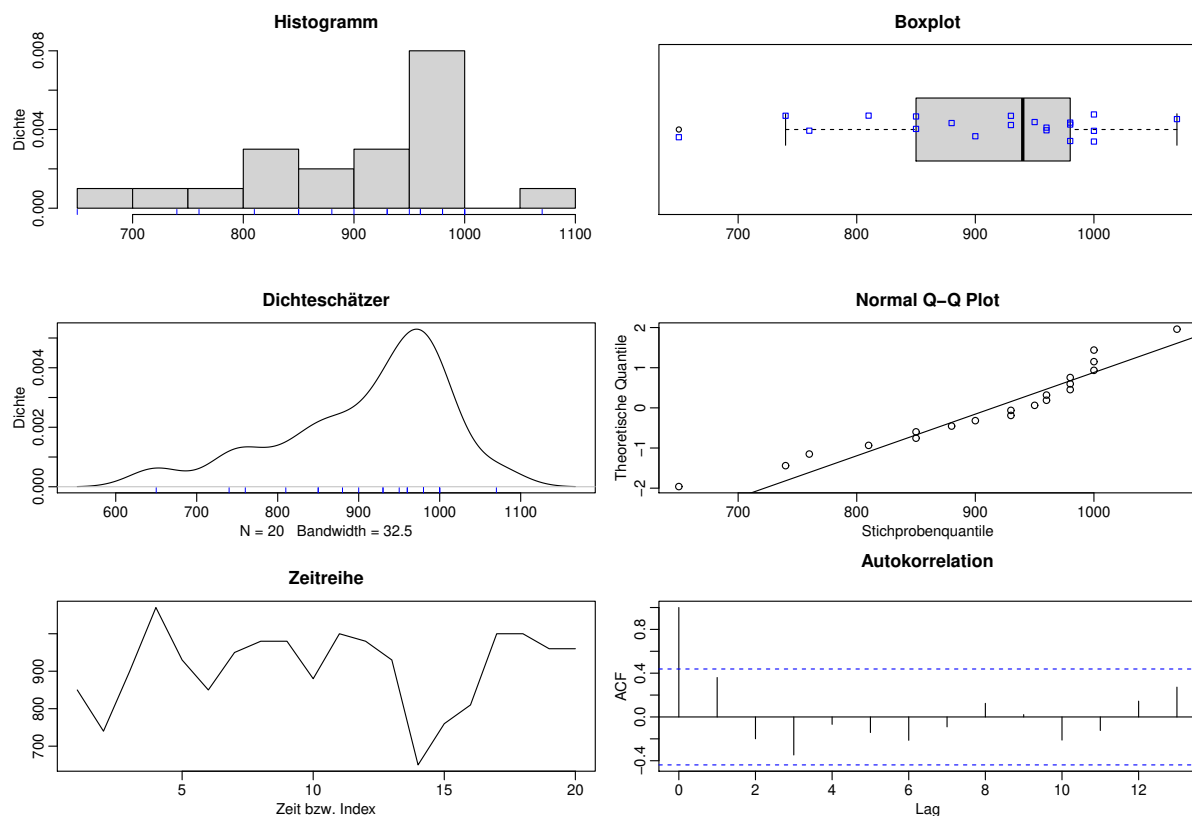 Histogramm
Dichte
0.000 0.004 0.008
700 800 900 1000 1100
Boxplot
700 800 900 1000
Dichteschätzer
Dichte
0.000 0.002 0.004
600 700 800 900 1000 1100
N = 20 Bandwidth = 32.5
Normal Q−Q Plot
Theoretische Quantile
−2 −1 0 1 2
700 800 900 1000
Stichprobenquantile
Zeitreihe
700 800 900
5 10 15 20
Zeit bzw. Index
Autokorrelation
ACF
−0.4 0.0 0.4 0.8
0 2 4 6 8 10 12
Lag